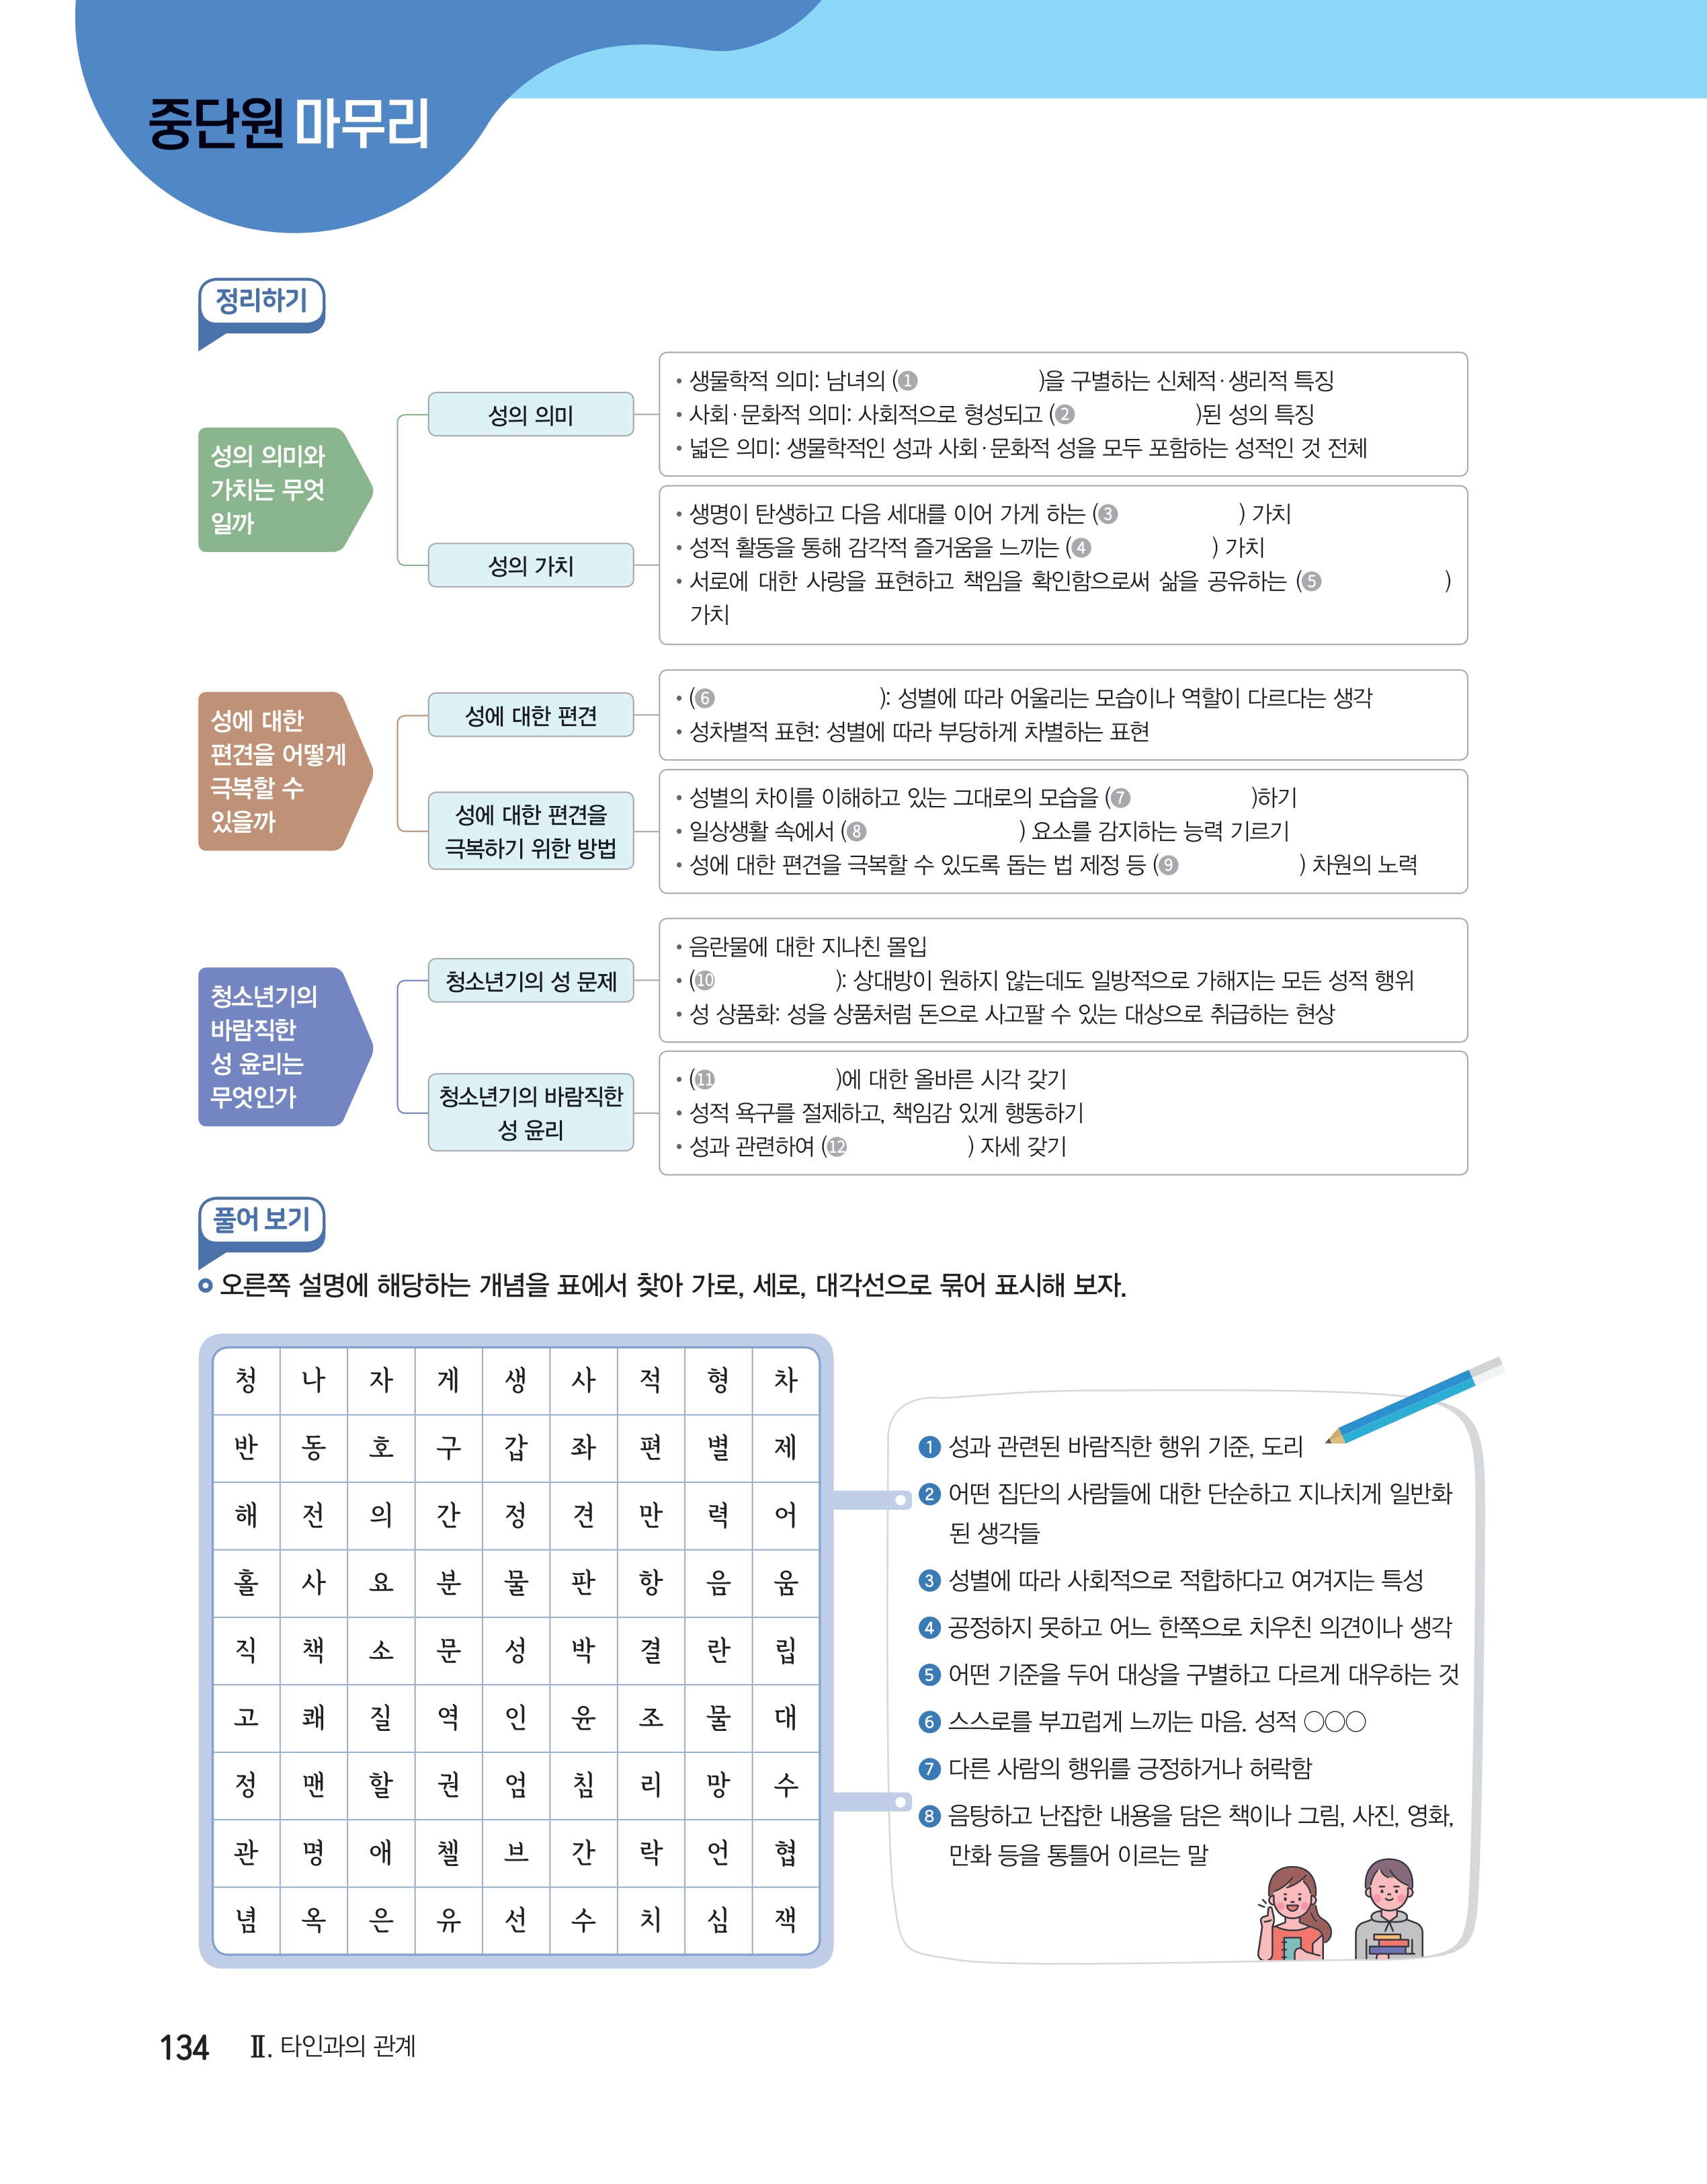 중단원 마무리
정리하기
성의 의미와
가치는 무엇
일까
성의 의미
• 생물학적 의미: 남녀의 (❶ )을 구별하는 신체적·생리적 특징
• 사회·문화적 의미: 사회적으로 형성되고 (❷ )된 성의 특징
• 넓은 의미: 생물학적인 성과 사회·문화적 성을 모두 포함하는 성적인 것 전체
성의 가치
• 생명이 탄생하고 다음 세대를 이어 가게 하는 (❸ ) 가치
• 성적 활동을 통해 감각적 즐거움을 느끼는 (❹ ) 가치
• 서로에 대한 사랑을 표현하고 책임을 확인함으로써 삶을 공유하는 (❺ )
가치
성에 대한
편견을 어떻게
극복할 수
있을까
성에 대한 편견
• (❻ ): 성별에 따라 어울리는 모습이나 역할이 다르다는 생각
• 성차별적 표현: 성별에 따라 부당하게 차별하는 표현
성에 대한 편견을
극복하기 위한 방법
• 성별의 차이를 이해하고 있는 그대로의 모습을 (❼ )하기
• 일상생활 속에서 (❽ ) 요소를 감지하는 능력 기르기
• 성에 대한 편견을 극복할 수 있도록 돕는 법 제정 등 (❾ ) 차원의 노력
청소년기의
바람직한
성 윤리는
무엇인가
청소년기의 성 문제
• 음란물에 대한 지나친 몰입
• (❿ ): 상대방이 원하지 않는데도 일방적으로 가해지는 모든 성적 행위
• 성 상품화: 성을 상품처럼 돈으로 사고팔 수 있는 대상으로 취급하는 현상
청소년기의 바람직한
성 윤리
• (⓫ )에 대한 올바른 시각 갖기
• 성적 욕구를 절제하고, 책임감 있게 행동하기
• 성과 관련하여 (⓬ ) 자세 갖기
풀어 보기
오른쪽 설명에 해당하는 개념을 표에서 찾아 가로, 세로, 대각선으로 묶어 표시해 보자.
청 나 자 게 생 사 적 형 차
반 동 호 구 갑 좌 편 별 제
해 전 의 간 정 견 만 력 어
홀 사 요 분 물 판 항 음 움
직 책 소 문 성 박 결 란 립
고 쾌 질 역 인 윤 조 물 대
정 맨 할 권 엄 침 리 망 수
관 명 애 첼 브 간 락 언 협
념 옥 은 유 선 수 치 심 잭
❶ 성과 관련된 바람직한 행위 기준, 도리
❷ 어떤 집단의 사람들에 대한 단순하고 지나치게 일반화
된 생각들
❸ 성별에 따라 사회적으로 적합하다고 여겨지는 특성
❹ 공정하지 못하고 어느 한쪽으로 치우친 의견이나 생각
❺ 어떤 기준을 두어 대상을 구별하고 다르게 대우하는 것
❻ 스스로를 부끄럽게 느끼는 마음. 성적 ○○○
❼ 다른 사람의 행위를 긍정하거나 허락함
❽ 음탕하고 난잡한 내용을 담은 책이나 그림, 사진, 영화,
만화 등을 통틀어 이르는 말
134 Ⅱ. 타인과의 관계